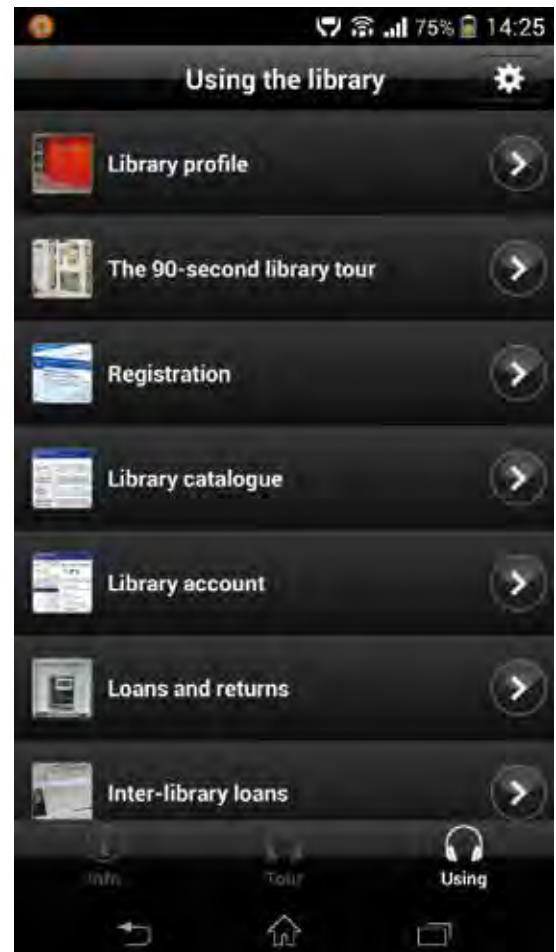 75% 14:25
Using the library
Library profile
The 90-second library tour
Registration
Library catalogue
Library account
Loans and returns
Inter-library loans
Info Tour Using